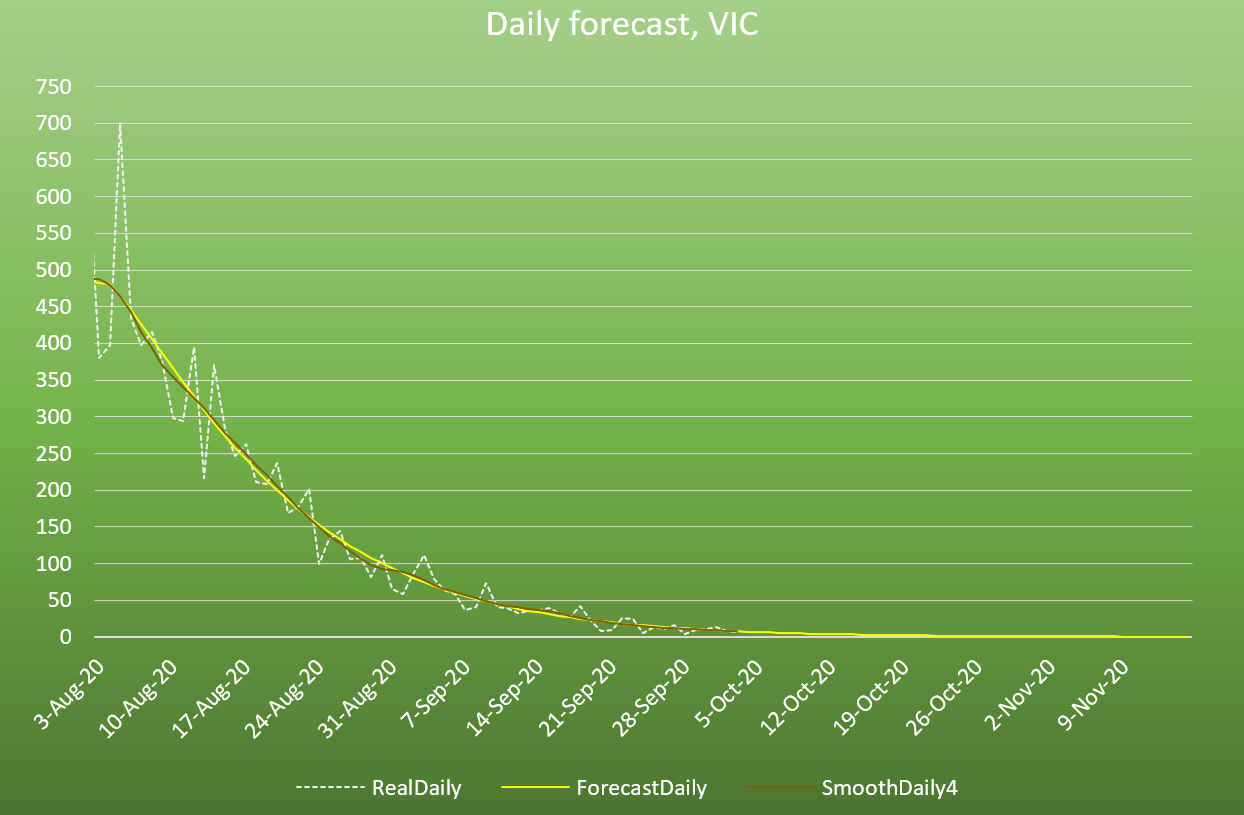 Daily forecast, VIC
750
700
650
600
550
500
450
400
350
300
250
200
150
100
50
0
3-Aug-20
10-Aug-20
17-Aug-20
24-Aug-20
31-Aug-20
7-Sep-20
14-Sep-20
21-Sep-20
28-Sep-20
5-Oct-20
12-Oct-20
19-Oct-20
26-Oct-20
2-Nov-20
9-Nov-20
RealDaily ForecastDaily SmoothDaily4